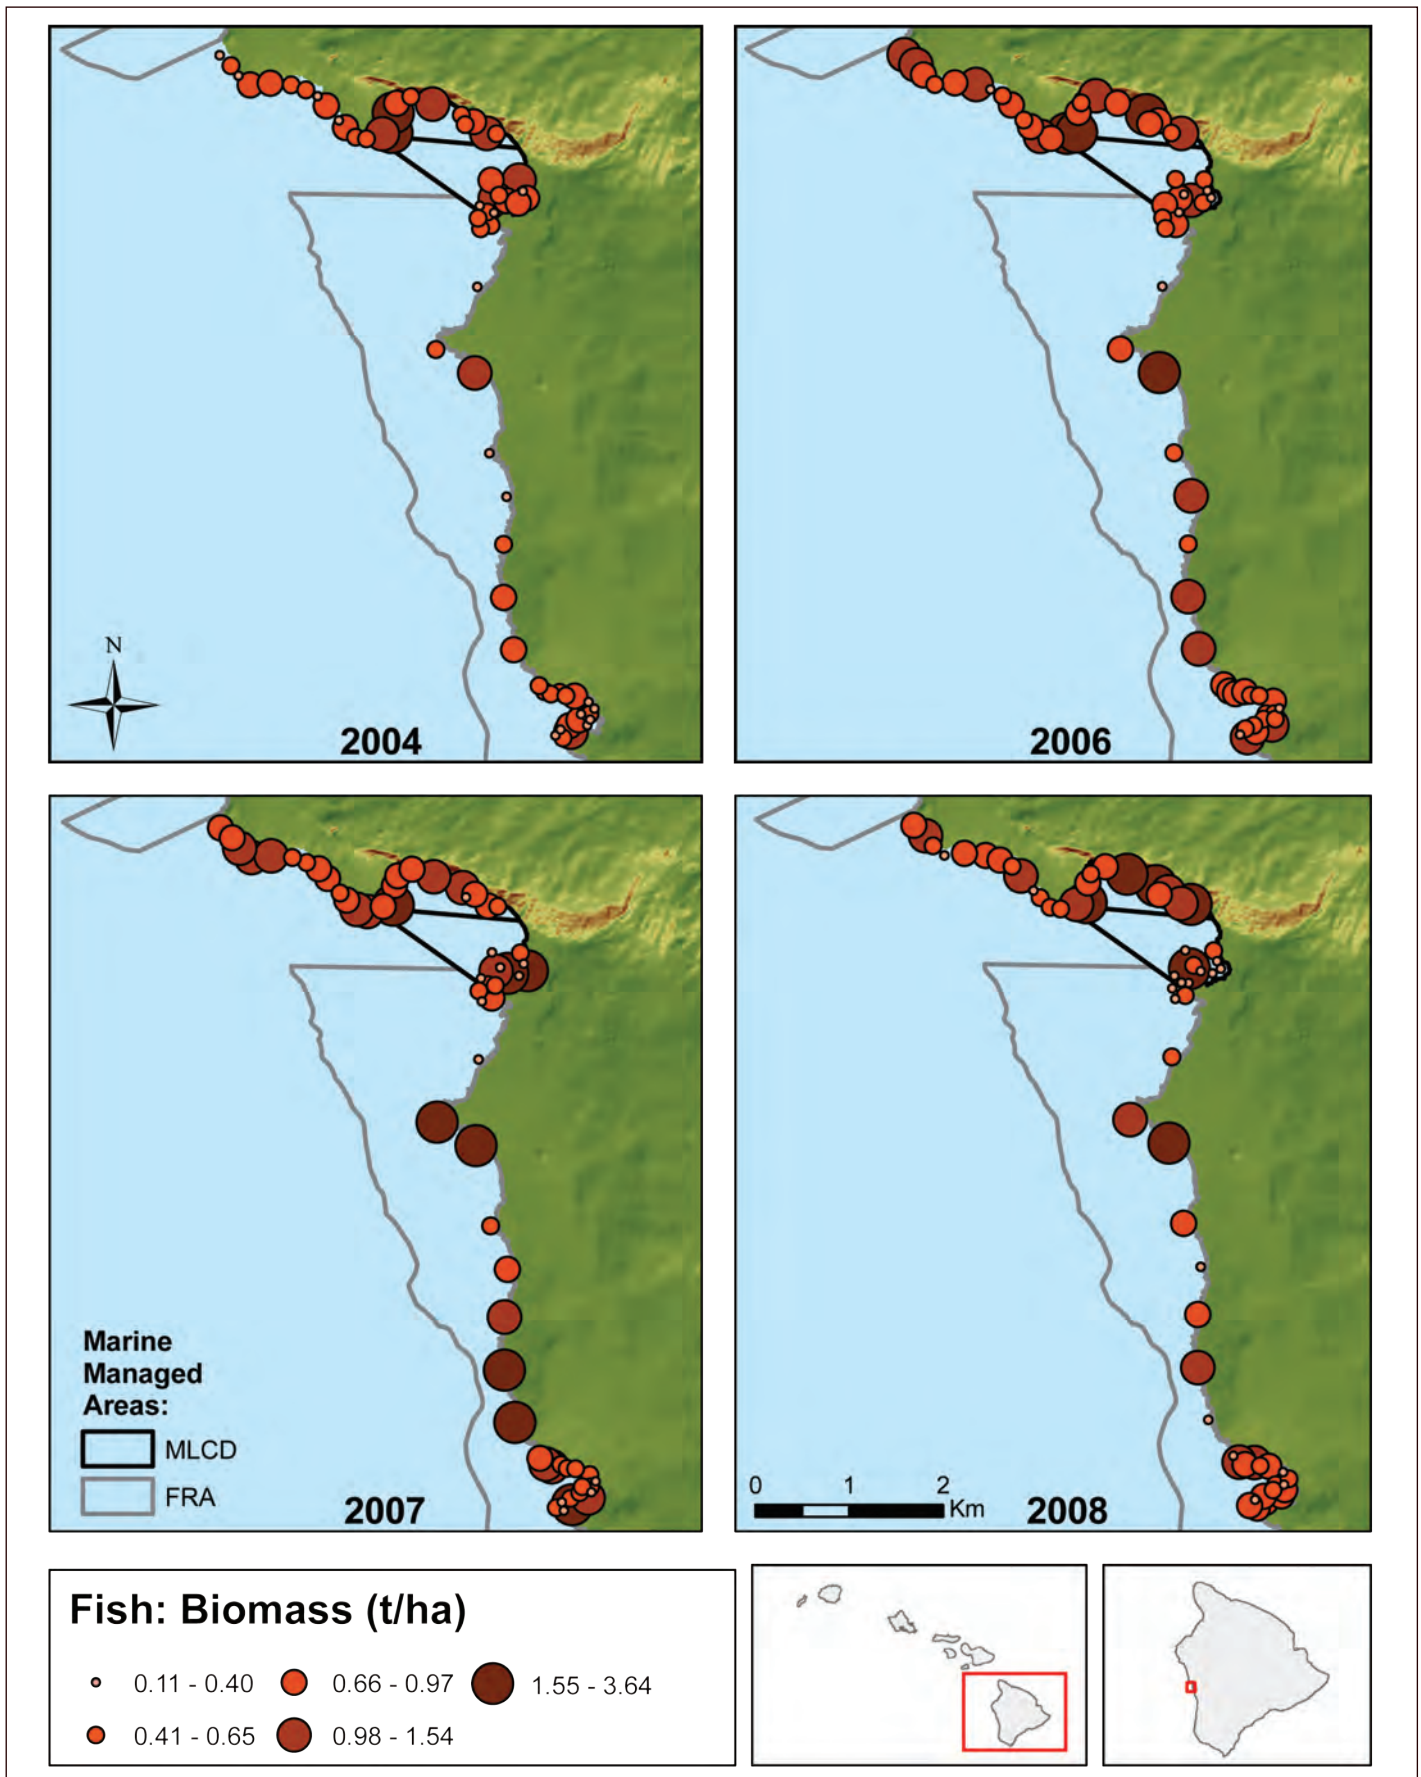 N
2004
2006
Marine
Managed
Areas:
MLCD
FRA
2007
0 1 2
Km
2008
Fish: Biomass (t/ha)
0.11 - 0.40
0.66 - 0.97
1.55 - 3.64
0.41 - 0.65
0.98 - 1.54